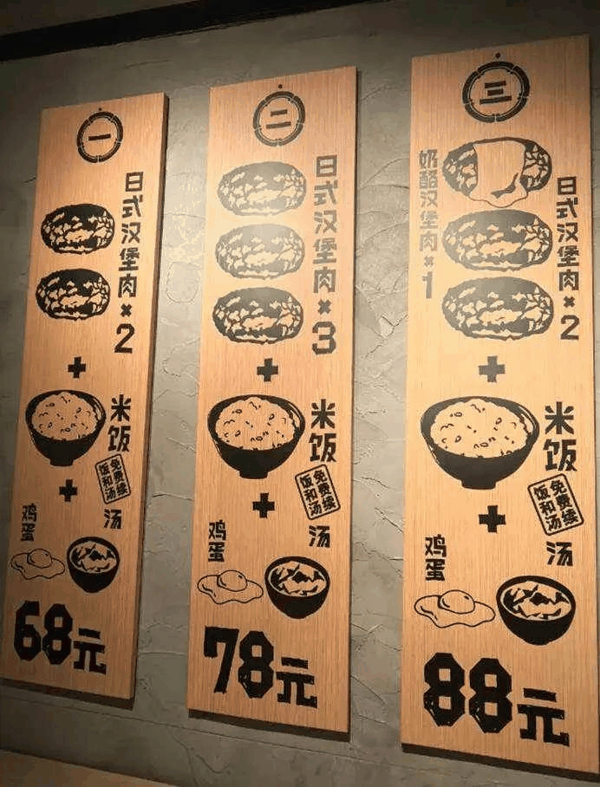 一
日式汉堡肉×2
+
米饭
免费续
饭和汤
+
鸡蛋
汤
68元
二
日式汉堡肉×3
+
米饭
免费续
饭和汤
+
鸡蛋
汤
78元
三
奶酪汉堡肉×1
日式汉堡肉×2
+
米饭
免费续
饭和汤
+
鸡蛋
汤
88元